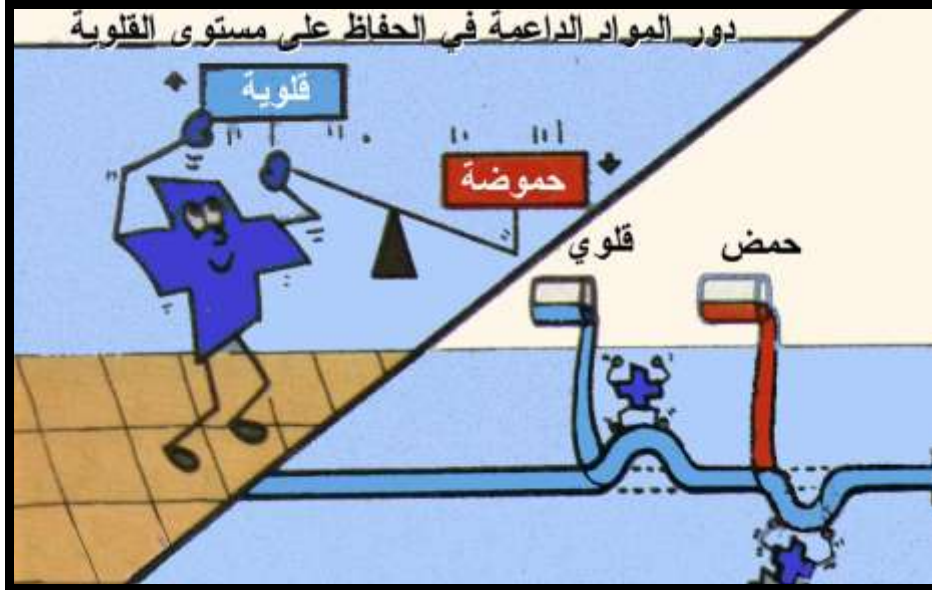 دور المواد الداعمة في الحفاظ على مستوى القلوية
قلوية
حموضة
قلوي
حمض